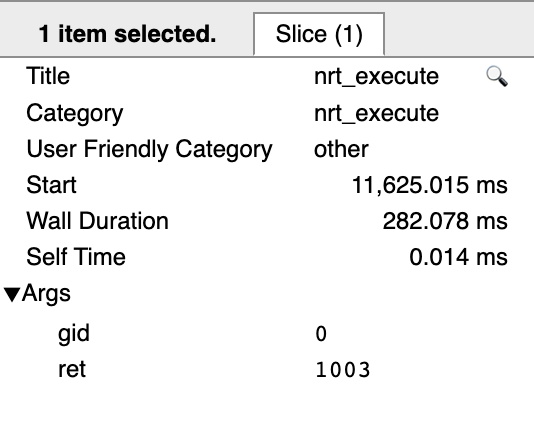 1 item selected. Slice (1)
Title nrt_execute
Category nrt_execute
User Friendly Category other
Start 11,625.015 ms
Wall Duration 282.078 ms
Self Time 0.014 ms
▼Args
gid 0
ret 1003